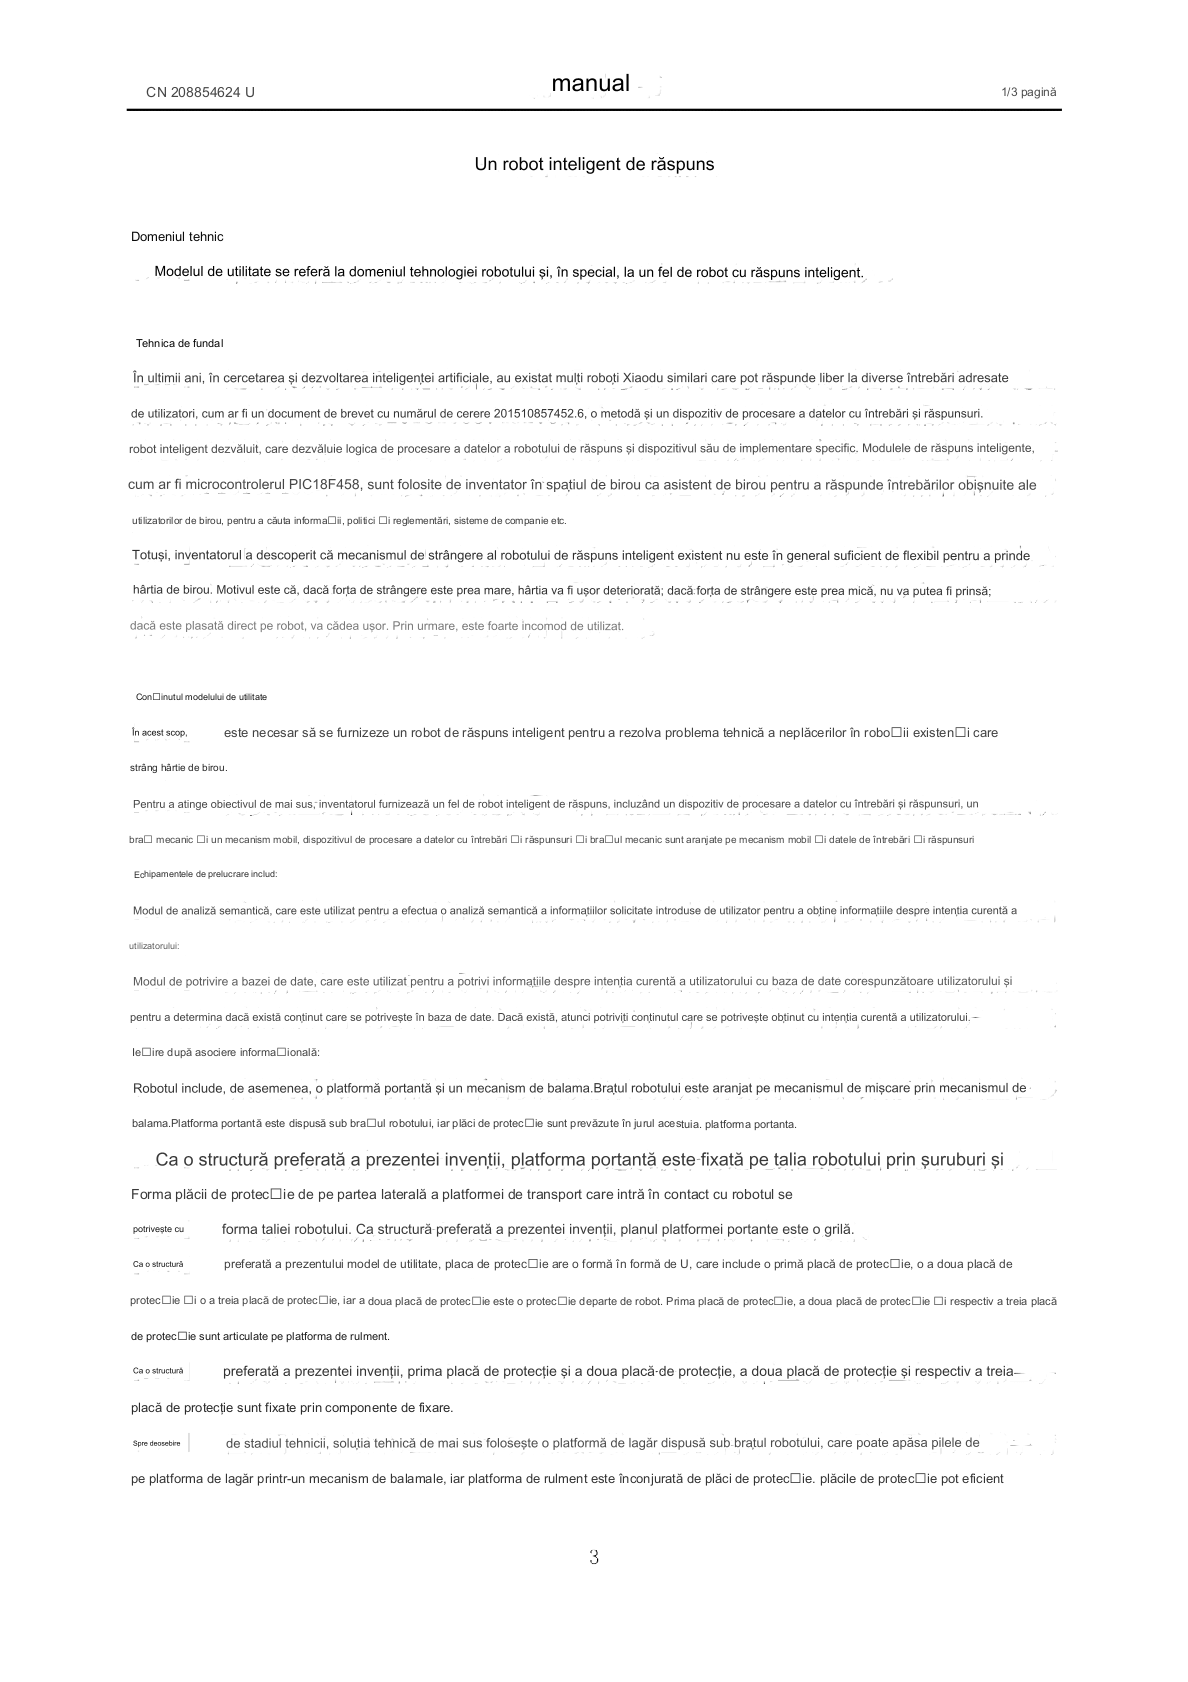 CN 208854624 U
manual
1/3 pagină
Un robot inteligent de răspuns
Domeniul tehnic
Modelul de utilitate se referă la domeniul tehnologiei robotului și, în special, la un fel de robot cu răspuns inteligent.
Tehnica de fundal
În ultimii ani, în cercetarea și dezvoltarea inteligenței artificiale, au existat mulți roboți Xiaodu similari care pot răspunde liber la diverse întrebări adresate
de utilizatori, cum ar fi un document de brevet cu numărul de cerere 201510857452.6, o metodă și un dispozitiv de procesare a datelor cu întrebări și răspunsuri.
robot inteligent dezvăluit, care dezvăluie logica de procesare a datelor a robotului de răspuns și dispozitivul său de implementare specific. Modulele de răspuns inteligente,
cum ar fi microcontrolerul PIC18F458, sunt folosite de inventator în spațiul de birou ca asistent de birou pentru a răspunde întrebărilor obișnuite ale
utilizatorilor de birou, pentru a căuta informa□ii, politici □i reglementări, sisteme de companie etc.
Totuși, inventatorul a descoperit că mecanismul de strângere al robotului de răspuns inteligent existent nu este în general suficient de flexibil pentru a prinde
hârtia de birou. Motivul este că, dacă forța de strângere este prea mare, hârtia va fi ușor deteriorată; dacă forța de strângere este prea mică, nu va putea fi prinsă;
dacă este plasată direct pe robot, va cădea ușor. Prin urmare, este foarte incomod de utilizat.
Con□inutul modelului de utilitate
În acest scop, este necesar să se furnizeze un robot de răspuns inteligent pentru a rezolva problema tehnică a neplăcerilor în robo□ii existen□i care
strâng hârtie de birou.
Pentru a atinge obiectivul de mai sus, inventatorul furnizează un fel de robot inteligent de răspuns, incluzând un dispozitiv de procesare a datelor cu întrebări și răspunsuri, un
bra□ mecanic □i un mecanism mobil, dispozitivul de procesare a datelor cu întrebări □i răspunsuri □i bra□ul mecanic sunt aranjate pe mecanism mobil □i datele de întrebări □i răspunsuri
Echipamentele de prelucrare includ:
Modul de analiză semantică, care este utilizat pentru a efectua o analiză semantică a informațiilor solicitate introduse de utilizator pentru a obține informațiile despre intenția curentă a
utilizatorului:
Modul de potrivire a bazei de date, care este utilizat pentru a potrivi informațiile despre intenția curentă a utilizatorului cu baza de date corespunzătoare utilizatorului și
pentru a determina dacă există conținut care se potrivește în baza de date. Dacă există, atunci potriviți conținutul care se potrivește obținut cu intenția curentă a utilizatorului.
Ie□ire după asociere informa□ională:
Robotul include, de asemenea, o platformă portantă și un mecanism de balama.Brațul robotului este aranjat pe mecanismul de mișcare prin mecanismul de
balama.Platforma portantă este dispusă sub bra□ul robotului, iar plăci de protec□ie sunt prevăzute în jurul acestuia. platforma portanta.
Ca o structură preferată a prezentei invenții, platforma portantă este fixată pe talia robotului prin șuruburi și
Forma plăcii de protec□ie de pe partea laterală a platformei de transport care intră în contact cu robotul se
potrivește cu forma taliei robotului. Ca structură preferată a prezentei invenții, planul platformei portante este o grilă.
Ca o structură preferată a prezentului model de utilitate, placa de protec□ie are o formă în formă de U, care include o primă placă de protec□ie, o a doua placă de
protec□ie □i o a treia placă de protec□ie, iar a doua placă de protec□ie este o protec□ie departe de robot. Prima placă de protec□ie, a doua placă de protec□ie □i respectiv a treia placă
de protec□ie sunt articulate pe platforma de rulment.
Ca o structură preferată a prezentei invenții, prima placă de protecție și a doua placă de protecție, a doua placă de protecție și respectiv a treia
placă de protecție sunt fixate prin componente de fixare.
Spre deosebire de stadiul tehnicii, soluția tehnică de mai sus folosește o platformă de lagăr dispusă sub brațul robotului, care poate apăsa pilele de
pe platforma de lagăr printr-un mecanism de balamale, iar platforma de rulment este înconjurată de plăci de protec□ie. plăcile de protec□ie pot eficient
3